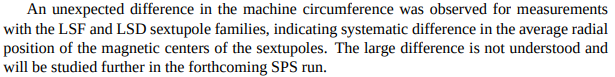 An unexpected difference in the machine circumference was observed for measurements
with the LSF and LSD sextupole families, indicating systematic difference in the average radial
position of the magnetic centers of the sextupoles. The large difference is not understood and
will be studied further in the forthcoming SPS run.